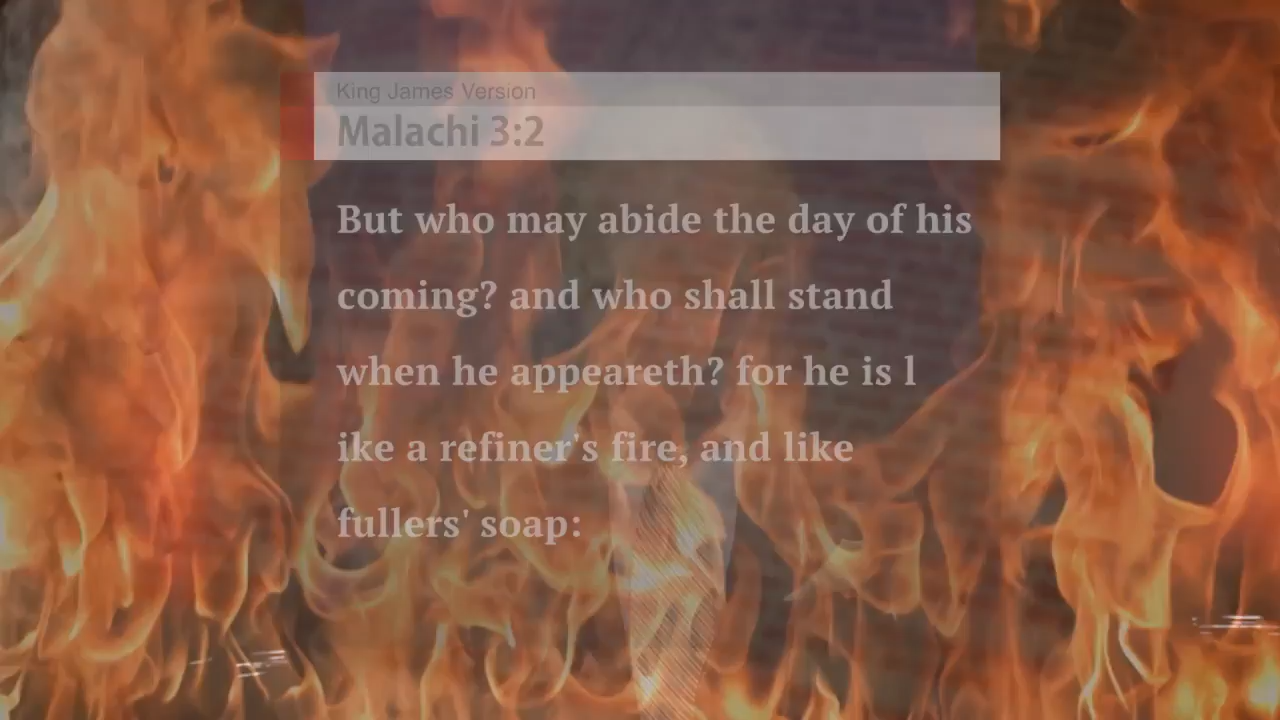 King James Version
Malachi 3:2
But who may abide the day of his
coming? and who shall stand
when he appeareth? for he is l
ike a refiner's fire, and like
fullers' soap: